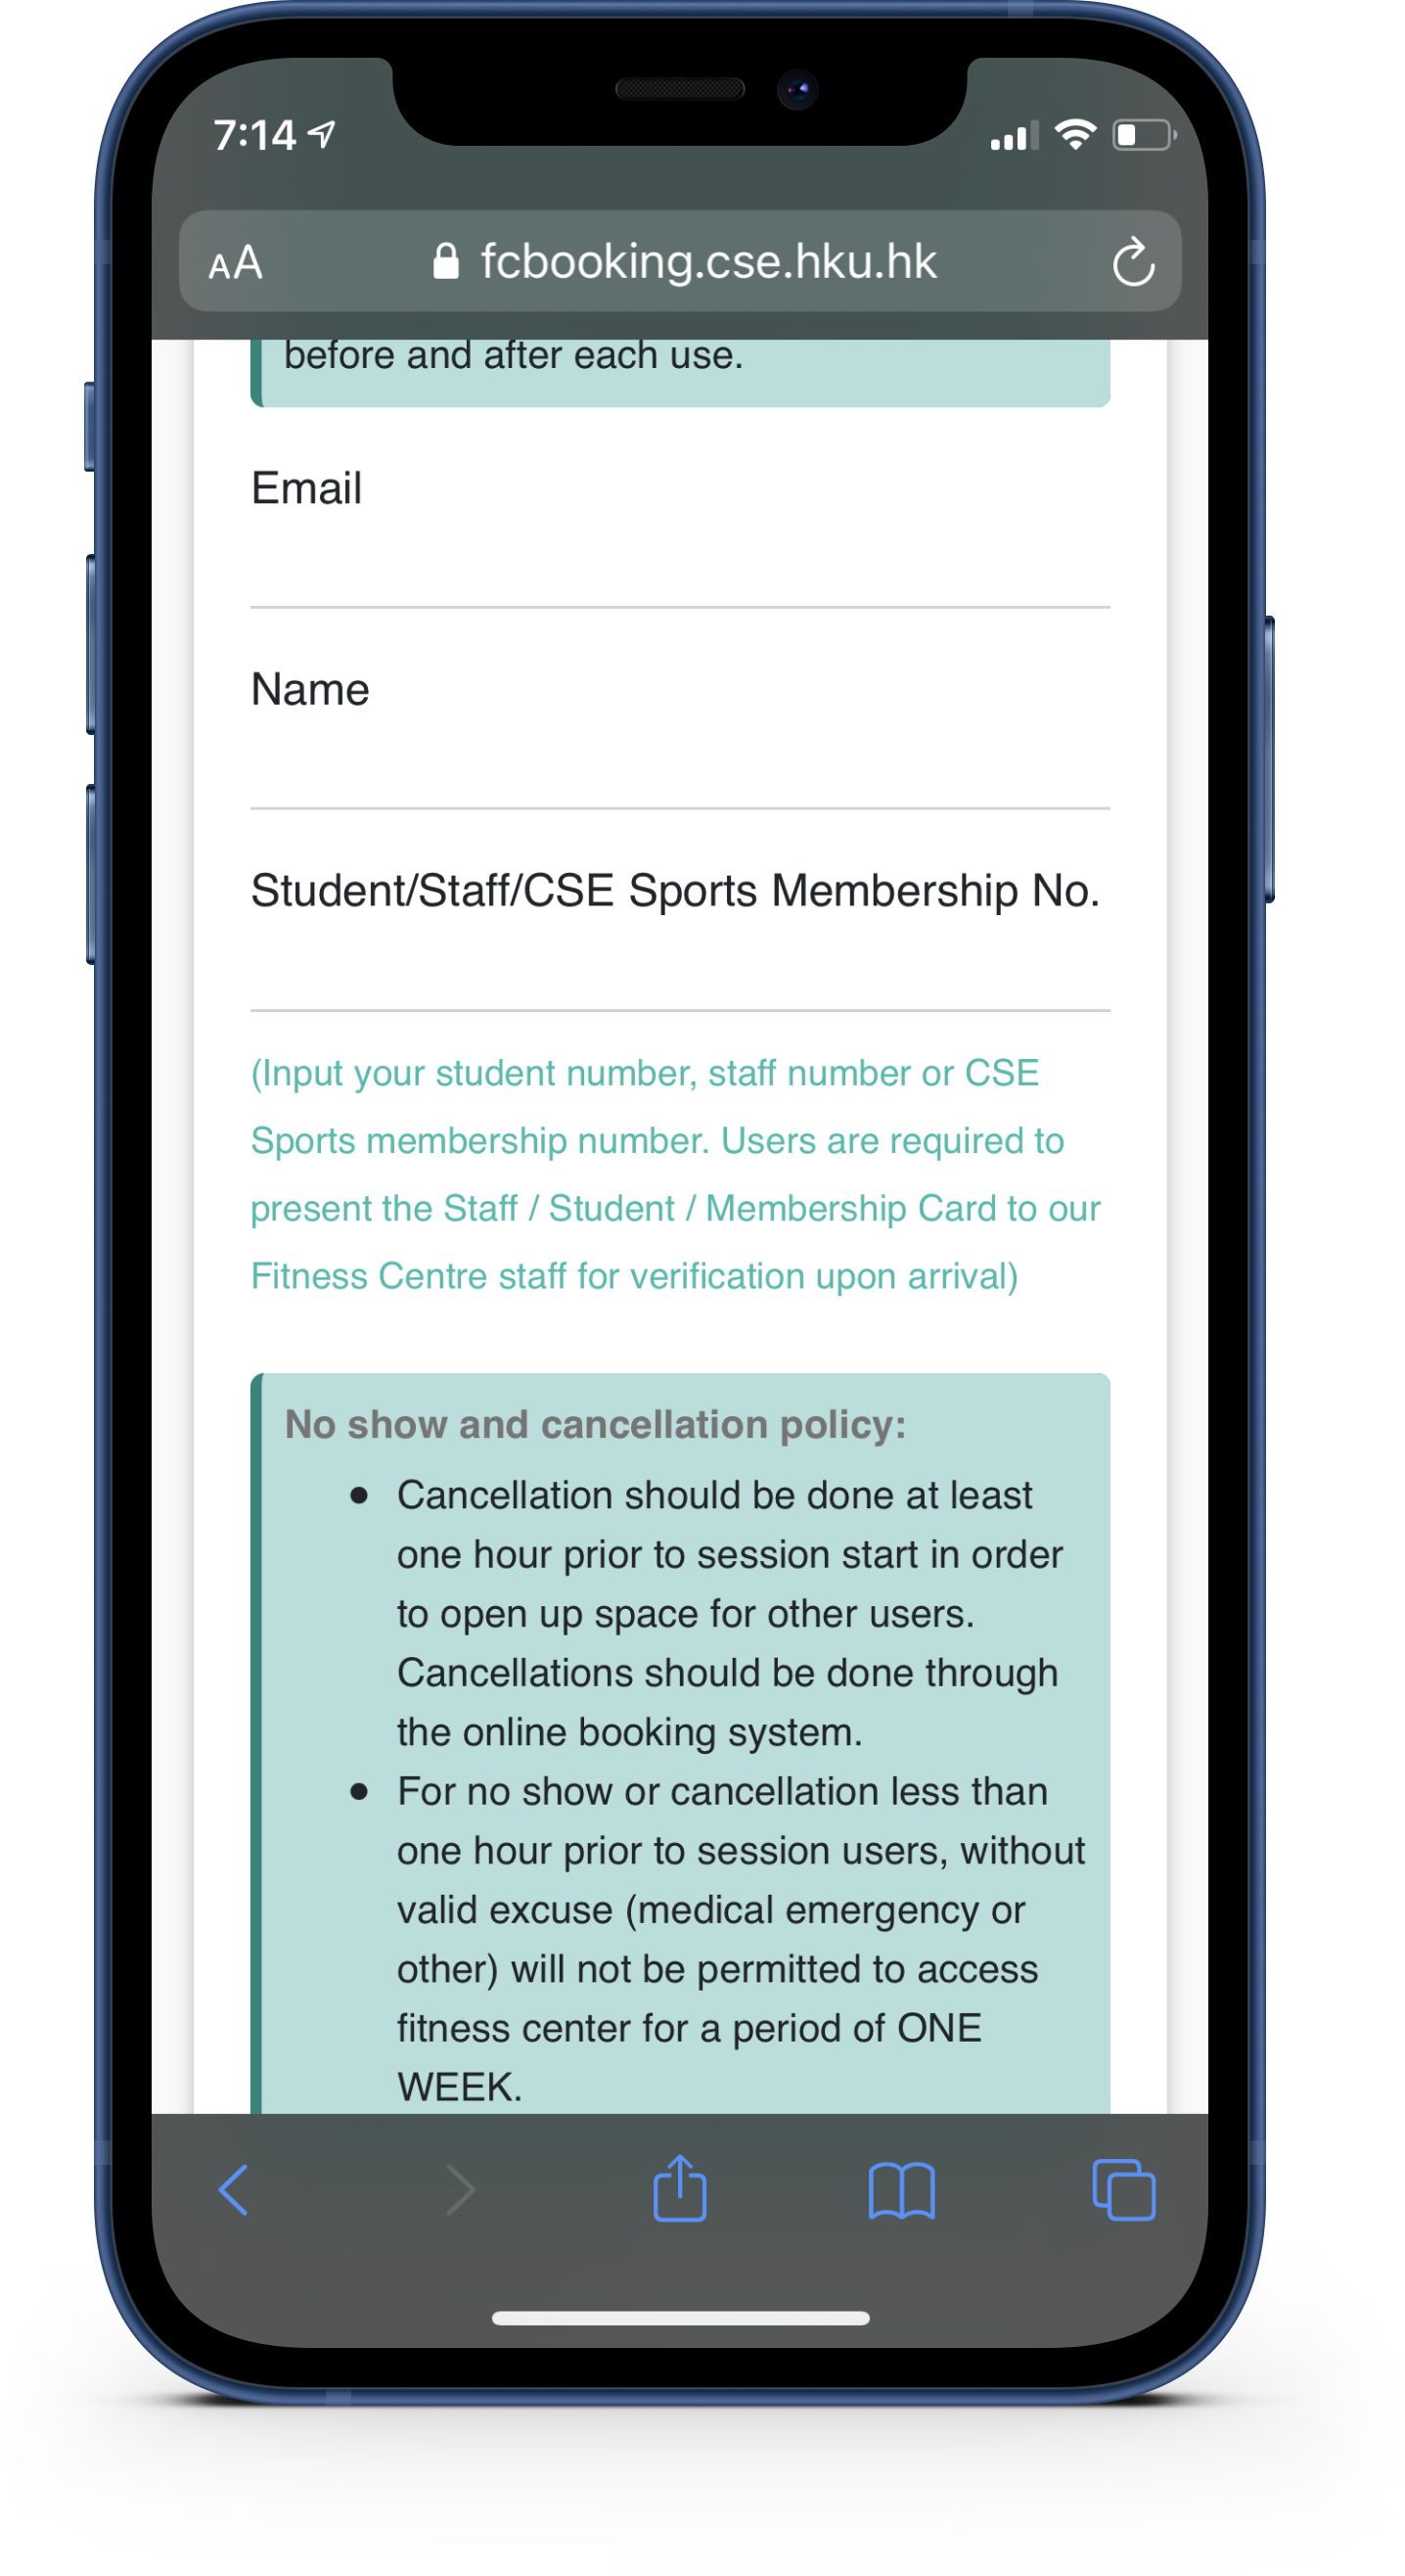 7:14
AA fcbooking.cse.hku.hk
before and after each use.
Email
Name
Student/Staff/CSE Sports Membership No.
(Input your student number, staff number or CSE
Sports membership number. Users are required to
present the Staff / Student / Membership Card to our
Fitness Centre staff for verification upon arrival)
No show and cancellation policy:
• Cancellation should be done at least
one hour prior to session start in order
to open up space for other users.
Cancellations should be done through
the online booking system.
• For no show or cancellation less than
one hour prior to session users, without
valid excuse (medical emergency or
other) will not be permitted to access
fitness center for a period of ONE
WEEK.